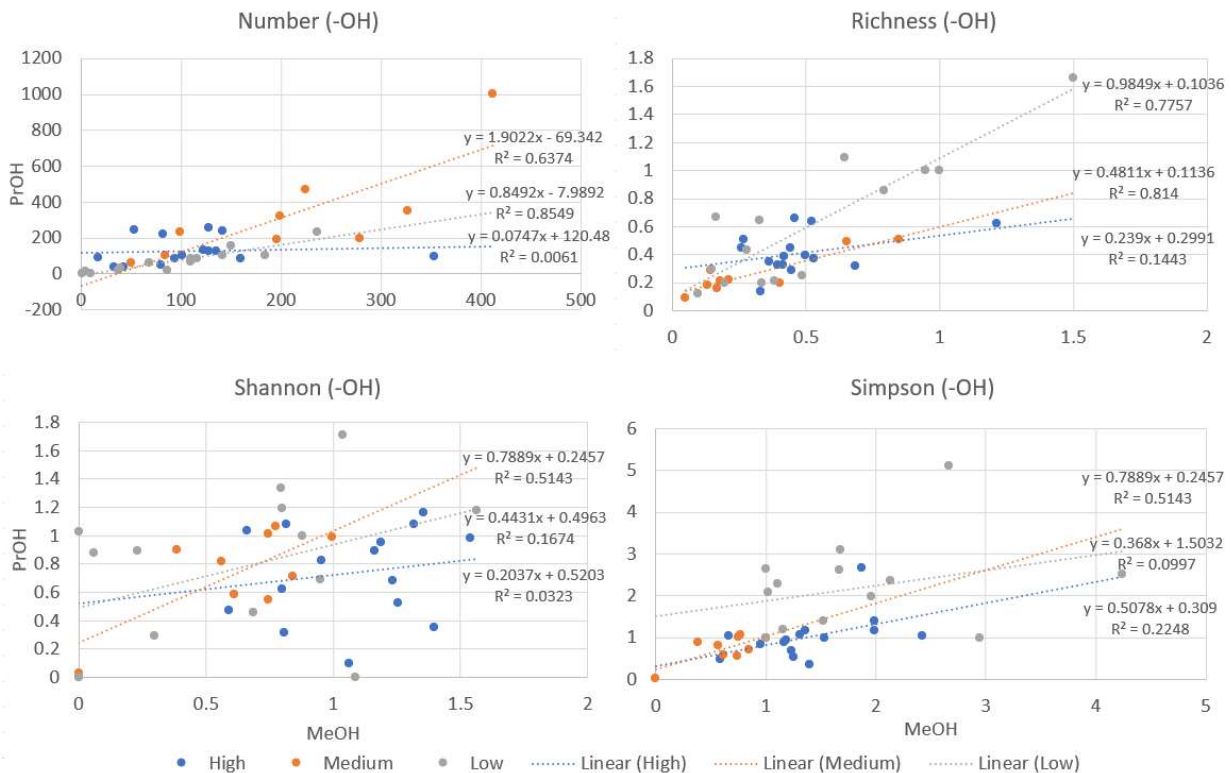 Number (-OH)
1200
1000
800
600
400
200
0
-200
PrOH
0
100
200
300
400
500
y = 1.9022x - 69.342
R² = 0.6374
y = 0.8492x - 7.9892
R² = 0.8549
y = 0.0747x + 120.48
R² = 0.0061
Richness (-OH)
1.8
1.6
1.4
1.2
1
0.8
0.6
0.4
0.2
0
0
0.5
1
1.5
2
y = 0.9849x + 0.1036
R² = 0.7757
y = 0.4811x + 0.1136
R² = 0.814
y = 0.239x + 0.2991
R² = 0.1443
Shannon (-OH)
1.8
1.6
1.4
1.2
1
0.8
0.6
0.4
0.2
0
PrOH
0
0.5
1
1.5
2
MeOH
y = 0.7889x + 0.2457
R² = 0.5143
y = 0.4431x + 0.4963
R² = 0.1674
y = 0.2037x + 0.5203
R² = 0.0323
Simpson (-OH)
6
5
4
3
2
1
0
0
1
2
3
4
5
MeOH
y = 0.7889x + 0.2457
R² = 0.5143
y = 0.368x + 1.5032
R² = 0.0997
y = 0.5078x + 0.309
R² = 0.2248
High Medium Low Linear (High) Linear (Medium) Linear (Low)